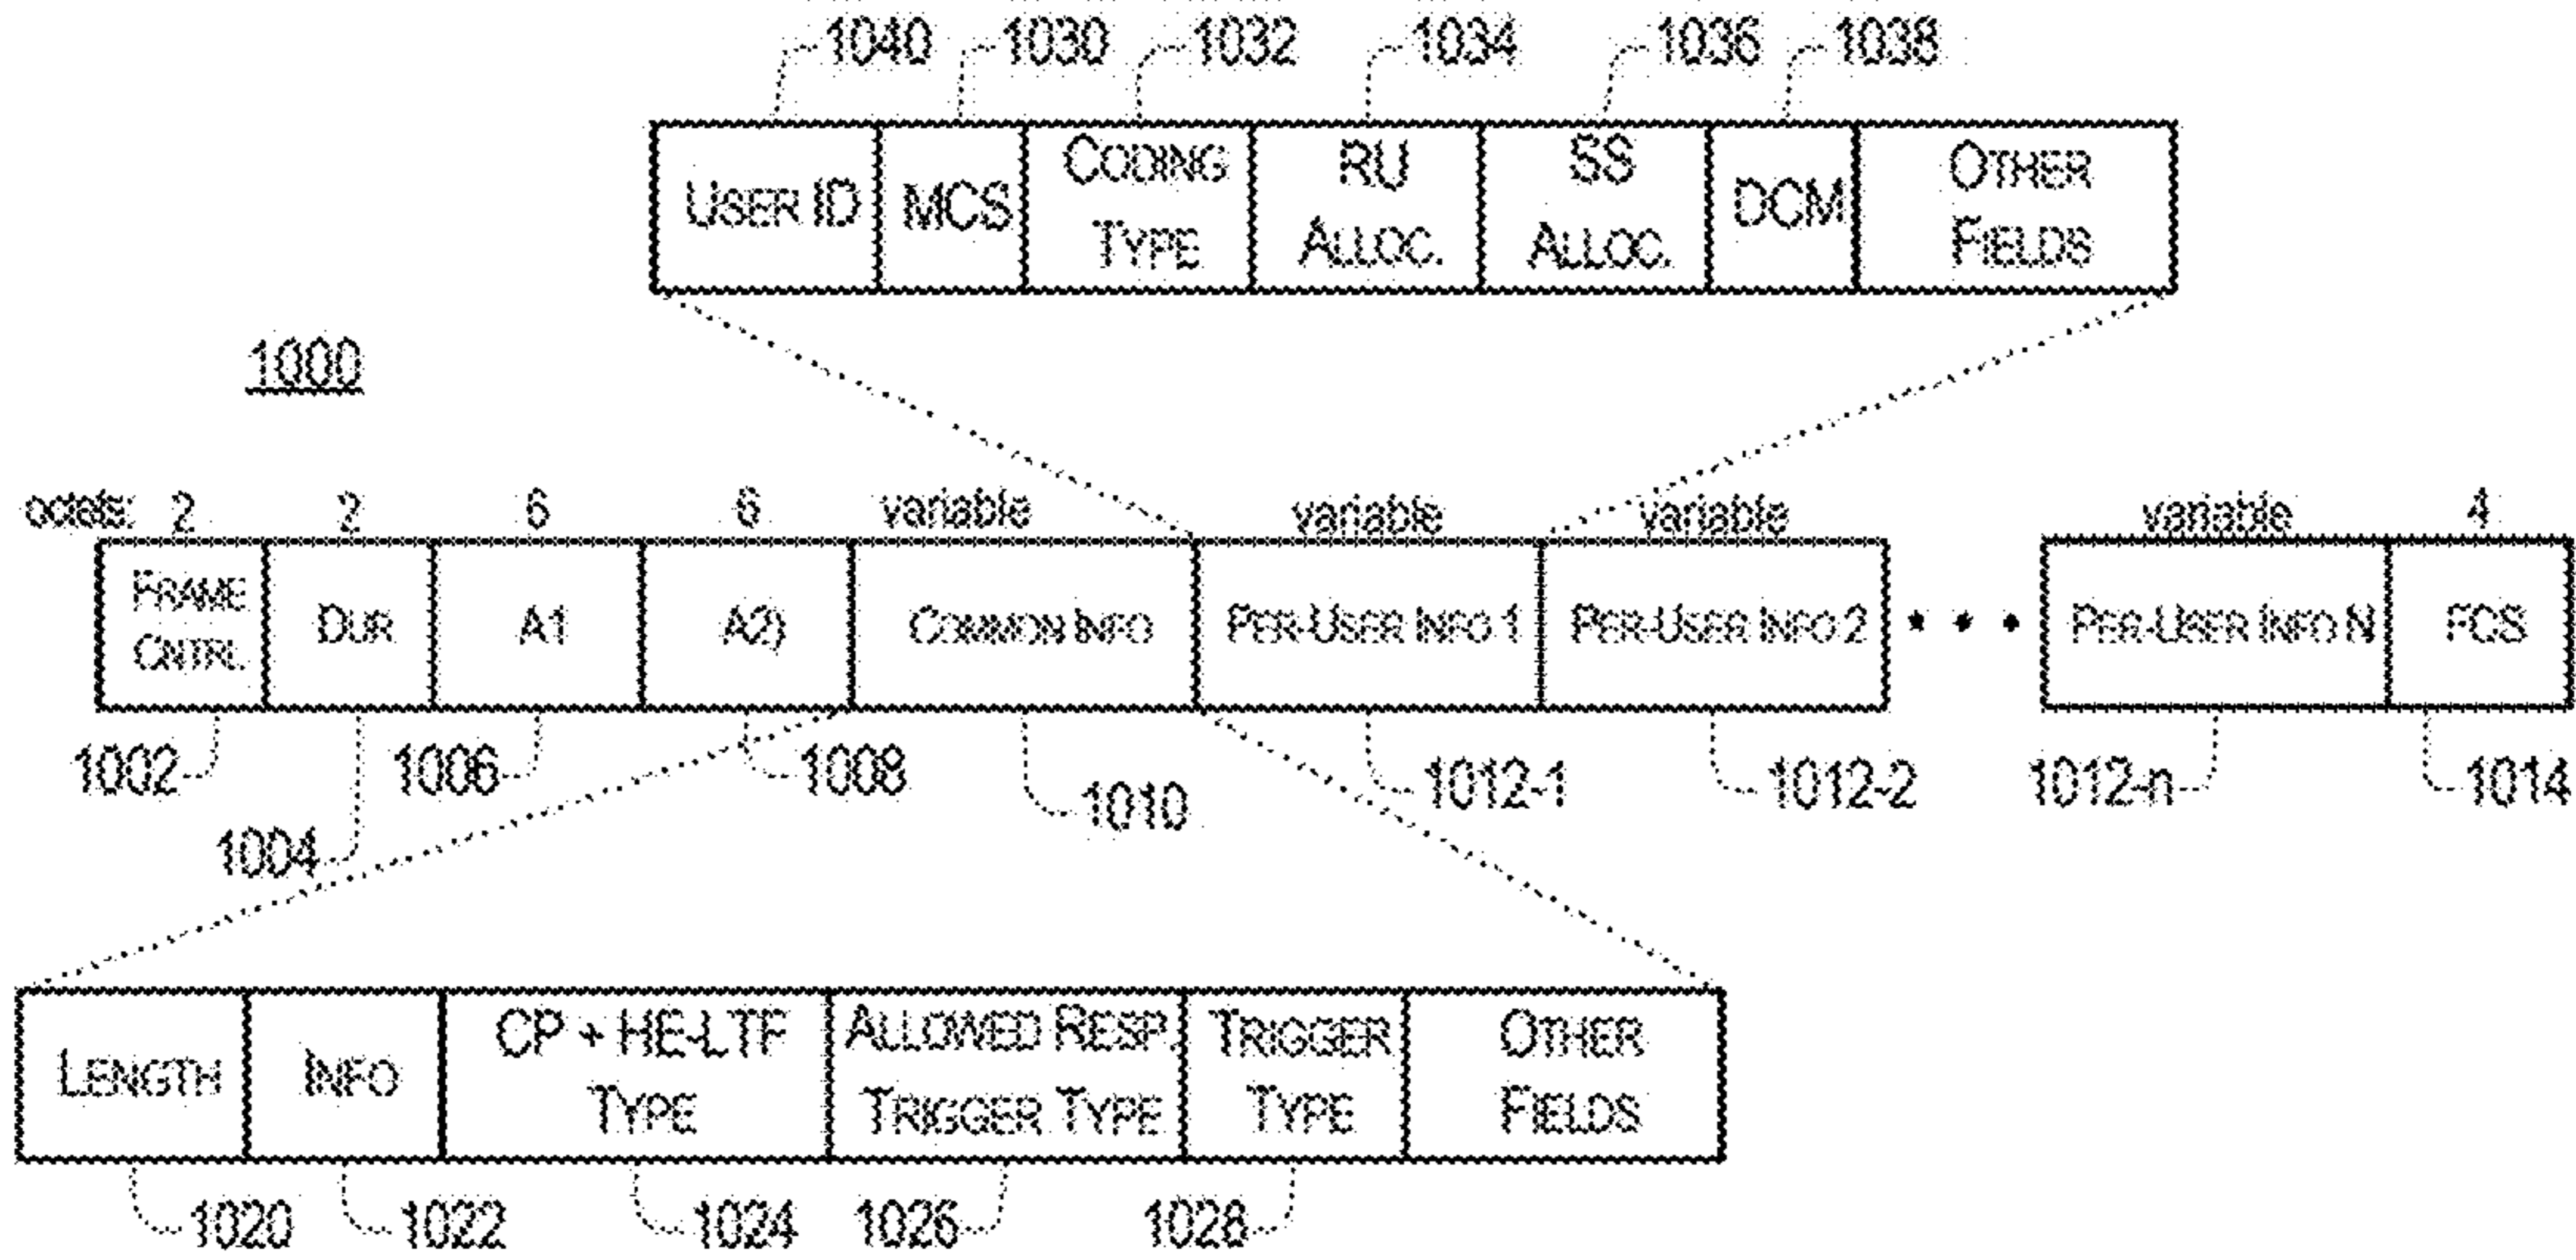 1040 1030 1032 1034 1036 1038
USER ID MCS CODING TYPE RU ALLOC. SS ALLOC. DCM OTHER FIELDS
1000
octets: 2 2 6 6 variable variable variable variable 4
FRAME CNTRL DUR A1 A2) COMMON INFO PER-USER INFO 1 PER-USER INFO 2 • • • PER-USER INFO N FCS
1002 1006 1008 1010 1012-1 1012-2 1012-n 1014
1004
LENGTH INFO CP + HE-LTF TYPE ALLOWED RESP. TRIGGER TYPE TRIGGER TYPE OTHER FIELDS
1020 1022 1024 1026 1028